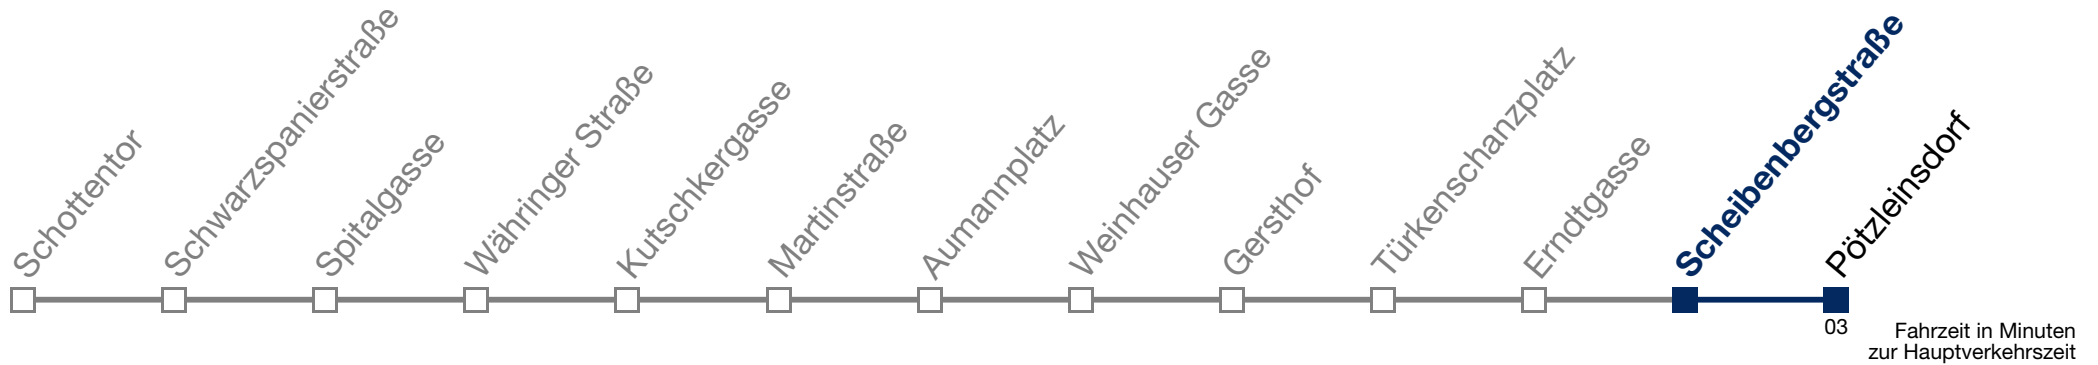 Schottentor
Schwarzspanierstraße
Spitalgasse
Währinger Straße
Kutschkergasse
Martinstraße
Aumannplatz
Weinhauser Gasse
Gersthof
Türkenschanzplatz
Erndtgasse
Scheibenbergstraße
Pötzleinsdorf
03
Fahrzeit in Minuten
zur Hauptverkehrszeit